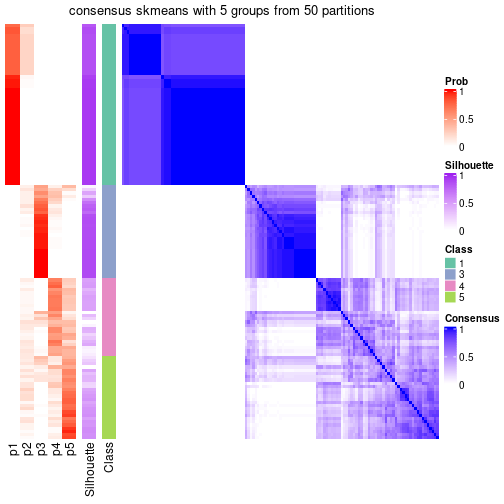 consensus skmeans with 5 groups from 50 partitions
Prob
1
0.5
0
Silhouette
1
0.5
0
Class
1
3
4
5
Consensus
1
0.5
0
p1
p2
p3
p4
p5
Silhouette
Class